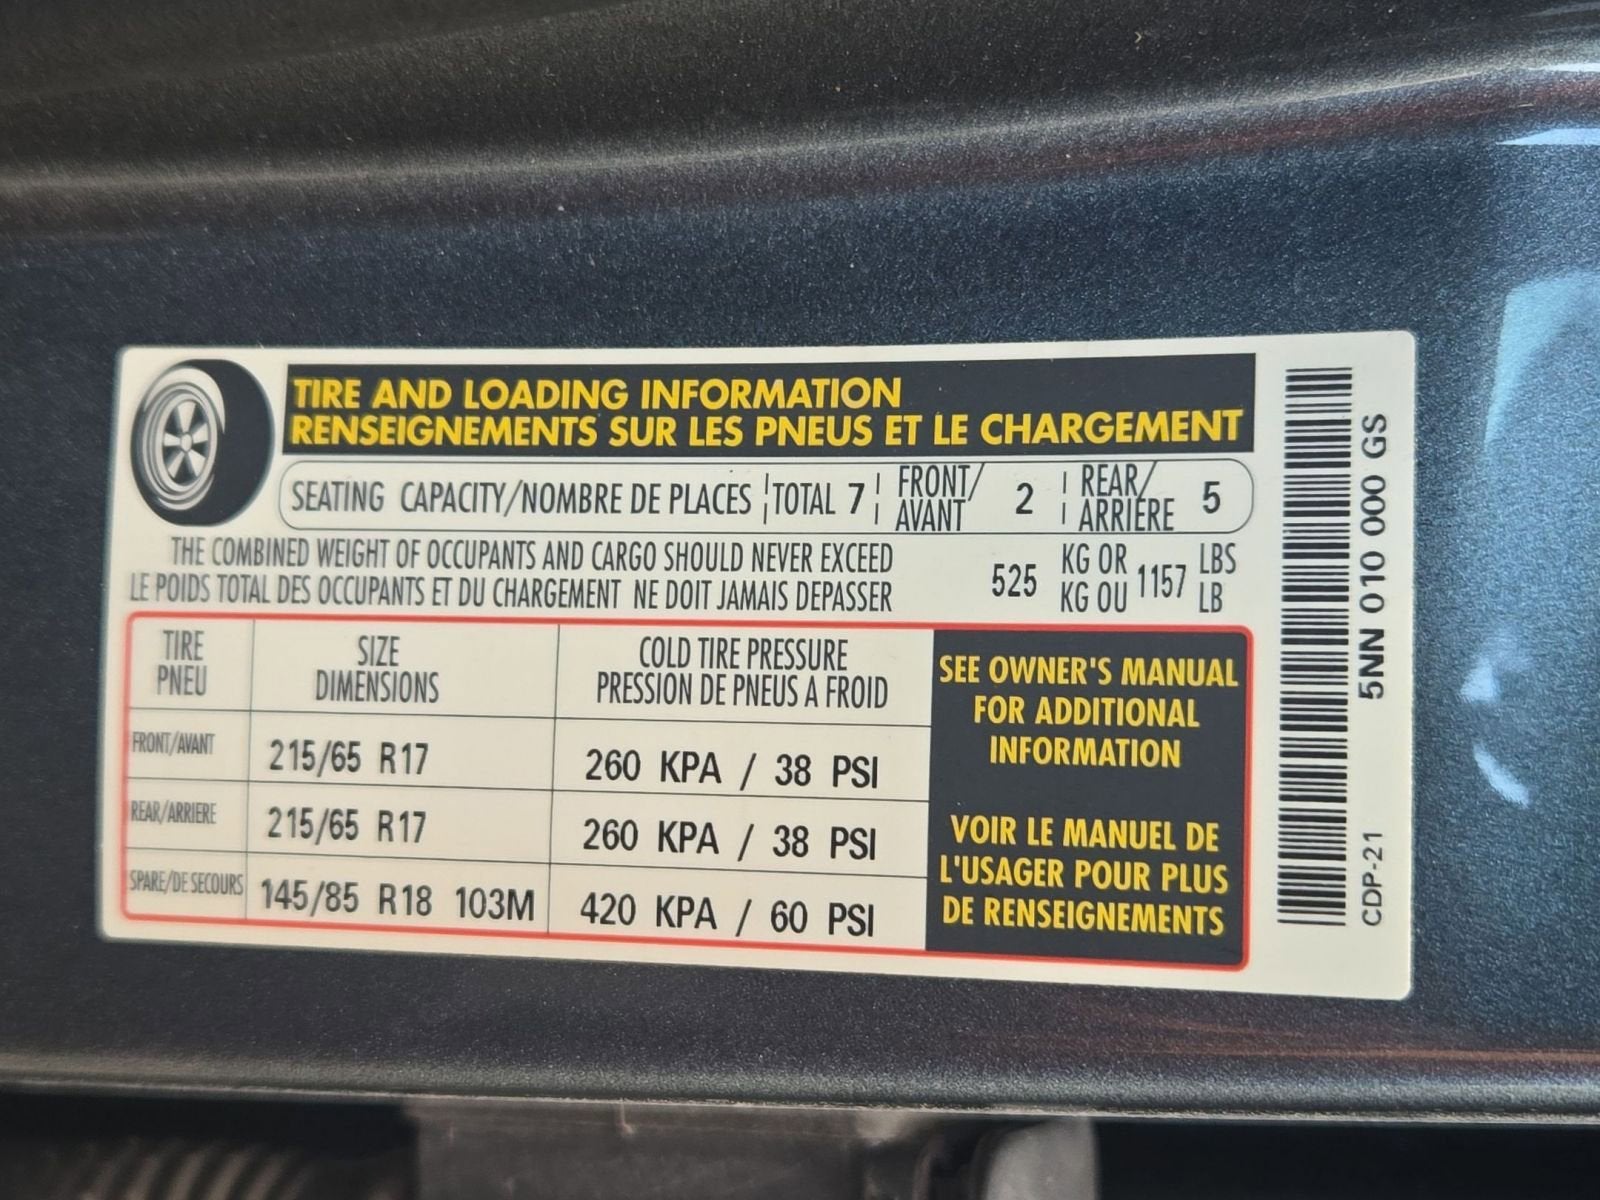 TIRE AND LOADING INFORMATION
RENSEIGNEMENTS SUR LES PNEUS ET LE CHARGEMENT
SEATING CAPACITY/NOMBRE DE PLACES TOTAL 7 FRONT/AVANT 2 REAR/ARRIERE 5
THE COMBINED WEIGHT OF OCCUPANTS AND CARGO SHOULD NEVER EXCEED 525 KG OR 1157 LBS
LE POIDS TOTAL DES OCCUPANTS ET DU CHARGEMENT NE DOIT JAMAIS DEPASSER KG OU LB
TIRE SIZE COLD TIRE PRESSURE
PNEU DIMENSIONS PRESSION DE PNEUS A FROID
FRONT/AVANT 215/65 R17 260 KPA / 38 PSI
REAR/ARRIERE 215/65 R17 260 KPA / 38 PSI
SPARE/DE SECOURS 145/85 R18 103M 420 KPA / 60 PSI
SEE OWNER'S MANUAL
FOR ADDITIONAL
INFORMATION
VOIR LE MANUEL DE
L'USAGER POUR PLUS
DE RENSEIGNEMENTS
5NN 010 000 GS
CDP-21